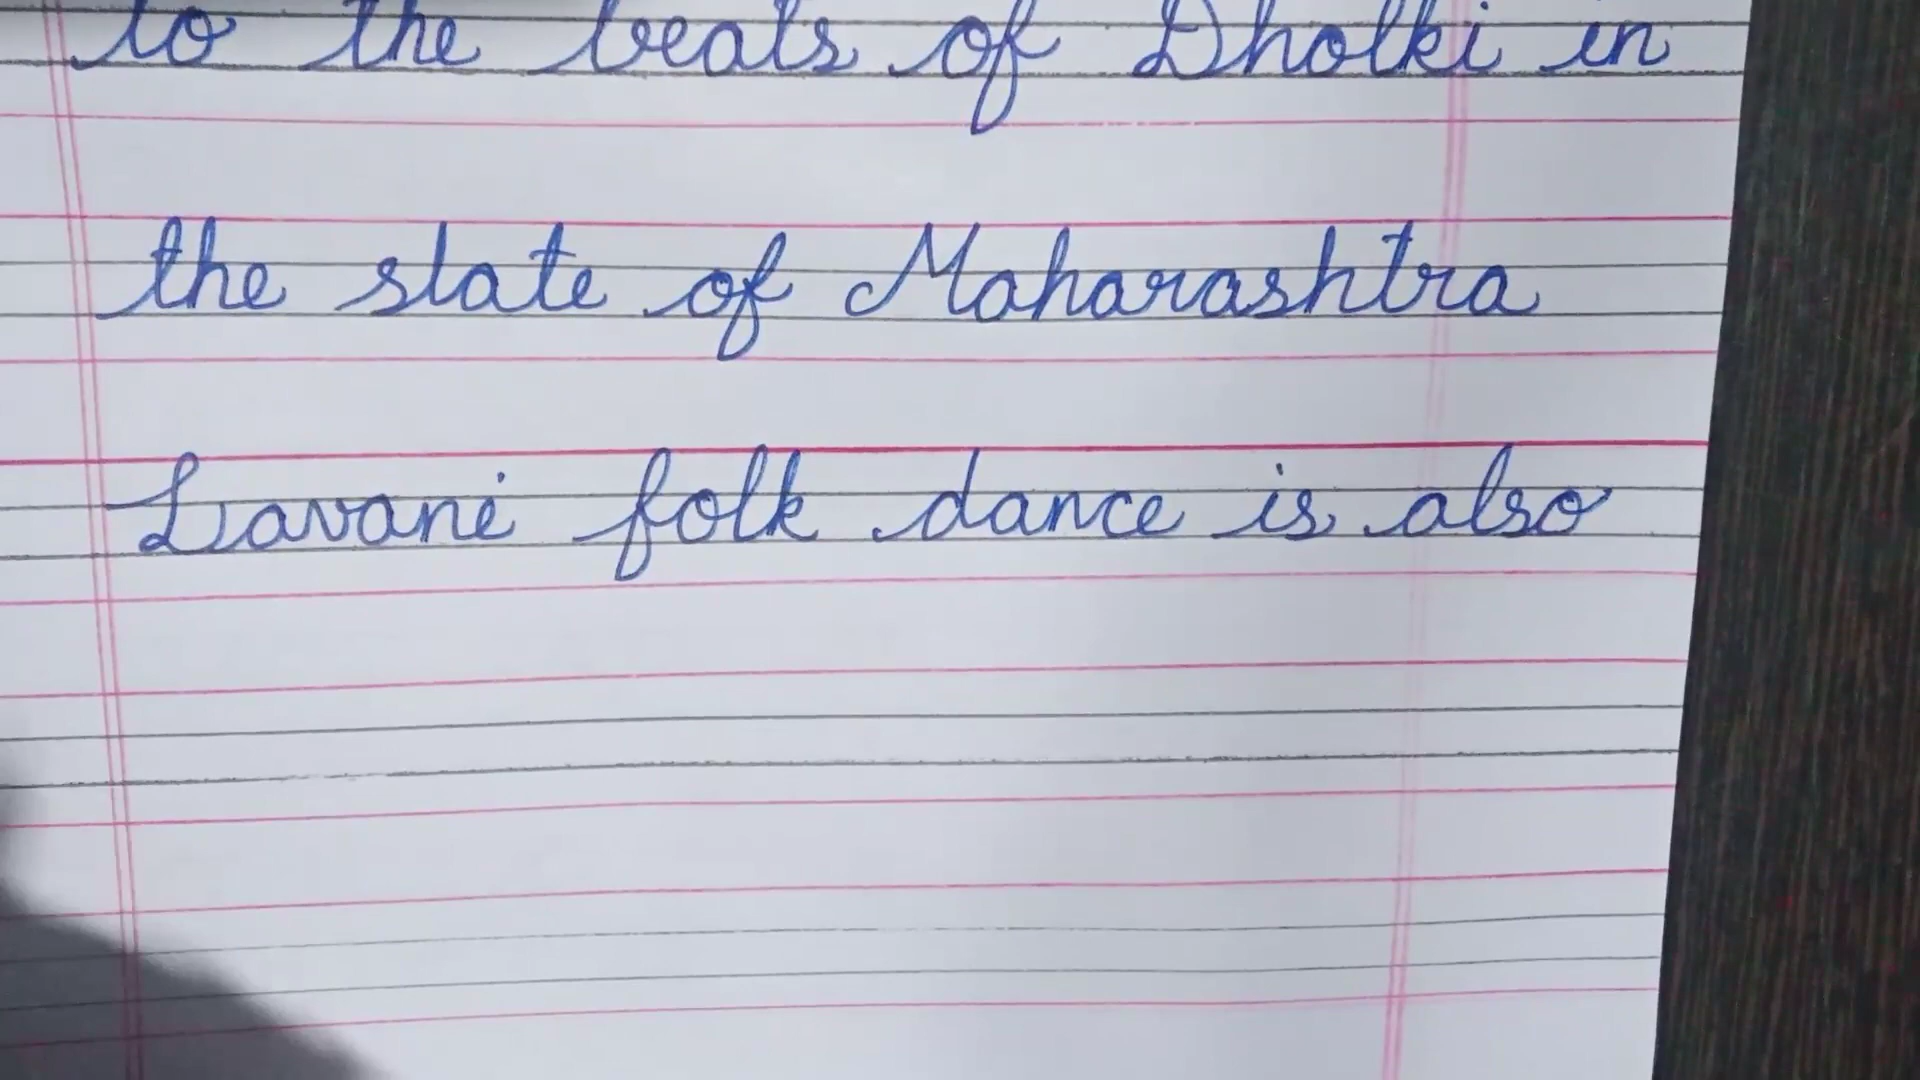 to the beats of Dholki in
the state of Maharashtra
Lavani folk dance is also